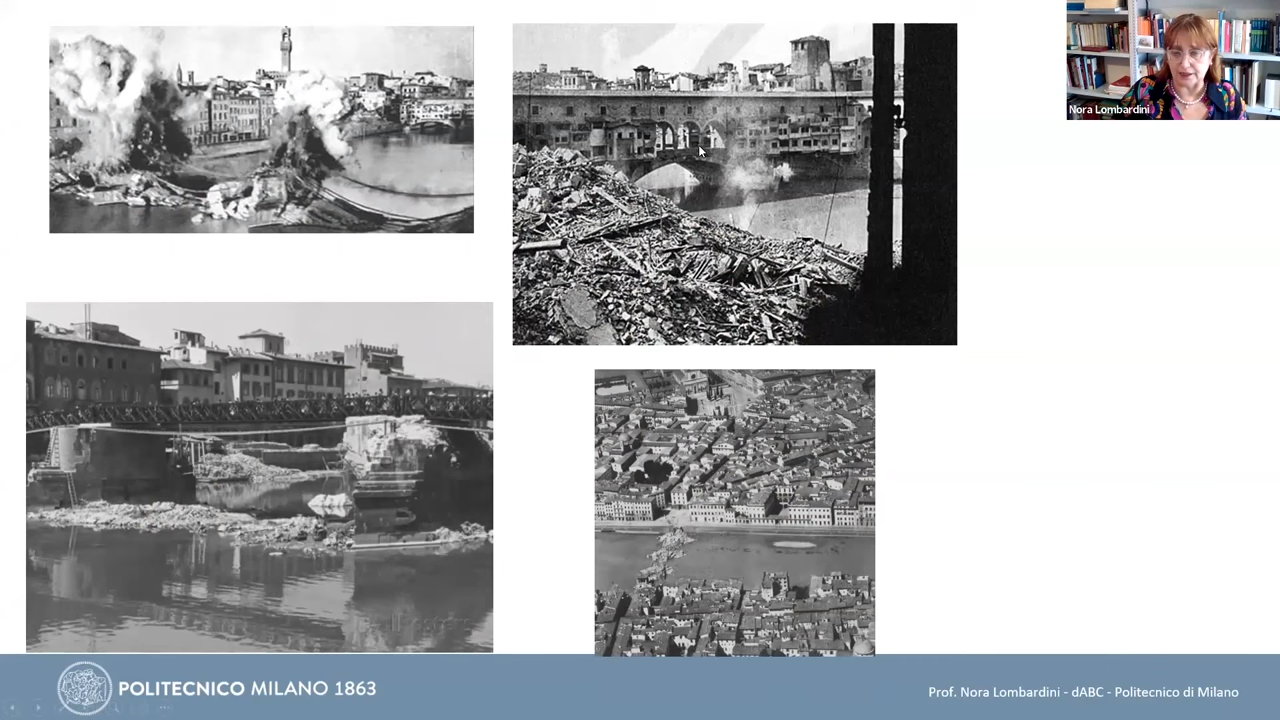 Nora Lombardini
POLITECNICO MILANO 1863
Prof. Nora Lombardini - dABC - Politecnico di Milano